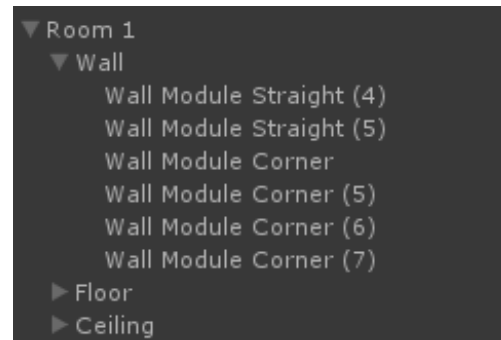 Room 1
Wall
Wall Module Straight (4)
Wall Module Straight (5)
Wall Module Corner
Wall Module Corner (5)
Wall Module Corner (6)
Wall Module Corner (7)
Floor
Ceiling